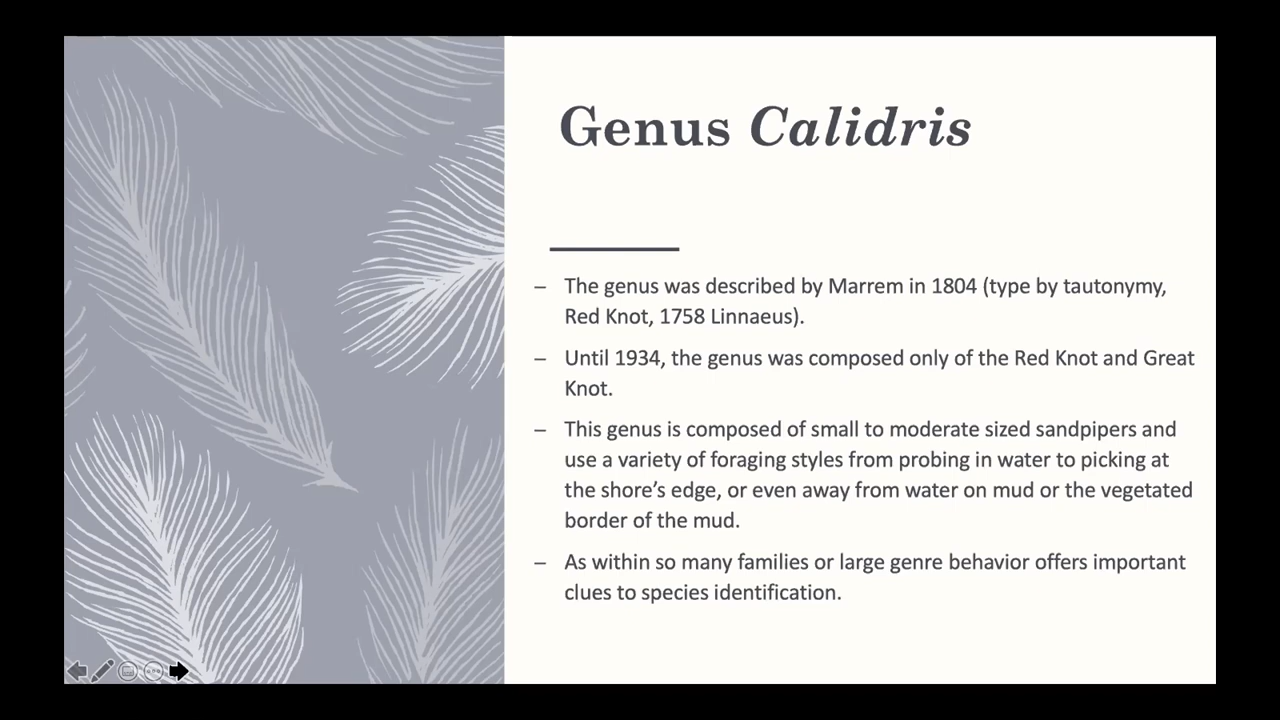 Genus Calidris
– The genus was described by Marrem in 1804 (type by tautonymy,
Red Knot, 1758 Linnaeus).
– Until 1934, the genus was composed only of the Red Knot and Great
Knot.
– This genus is composed of small to moderate sized sandpipers and
use a variety of foraging styles from probing in water to picking at
the shore’s edge, or even away from water on mud or the vegetated
border of the mud.
– As within so many families or large genre behavior offers important
clues to species identification.